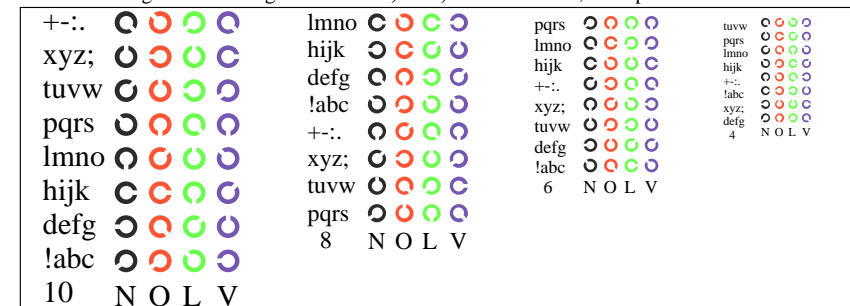 +-:.
xyz;
tuvw
pqrs
lmno
hijk
defg
!abc
10 N O L V
lmno
hijk
defg
!abc
+-:.
xyz;
tuvw
pqrs
8 N O L V
pqrs
lmno
hijk
+-:.
xyz;
tuvw
defg
!abc
6 N O L V
tuvw
pqrs
lmno
hijk
+-:.
!abc
xyz;
defg
4 N O L V